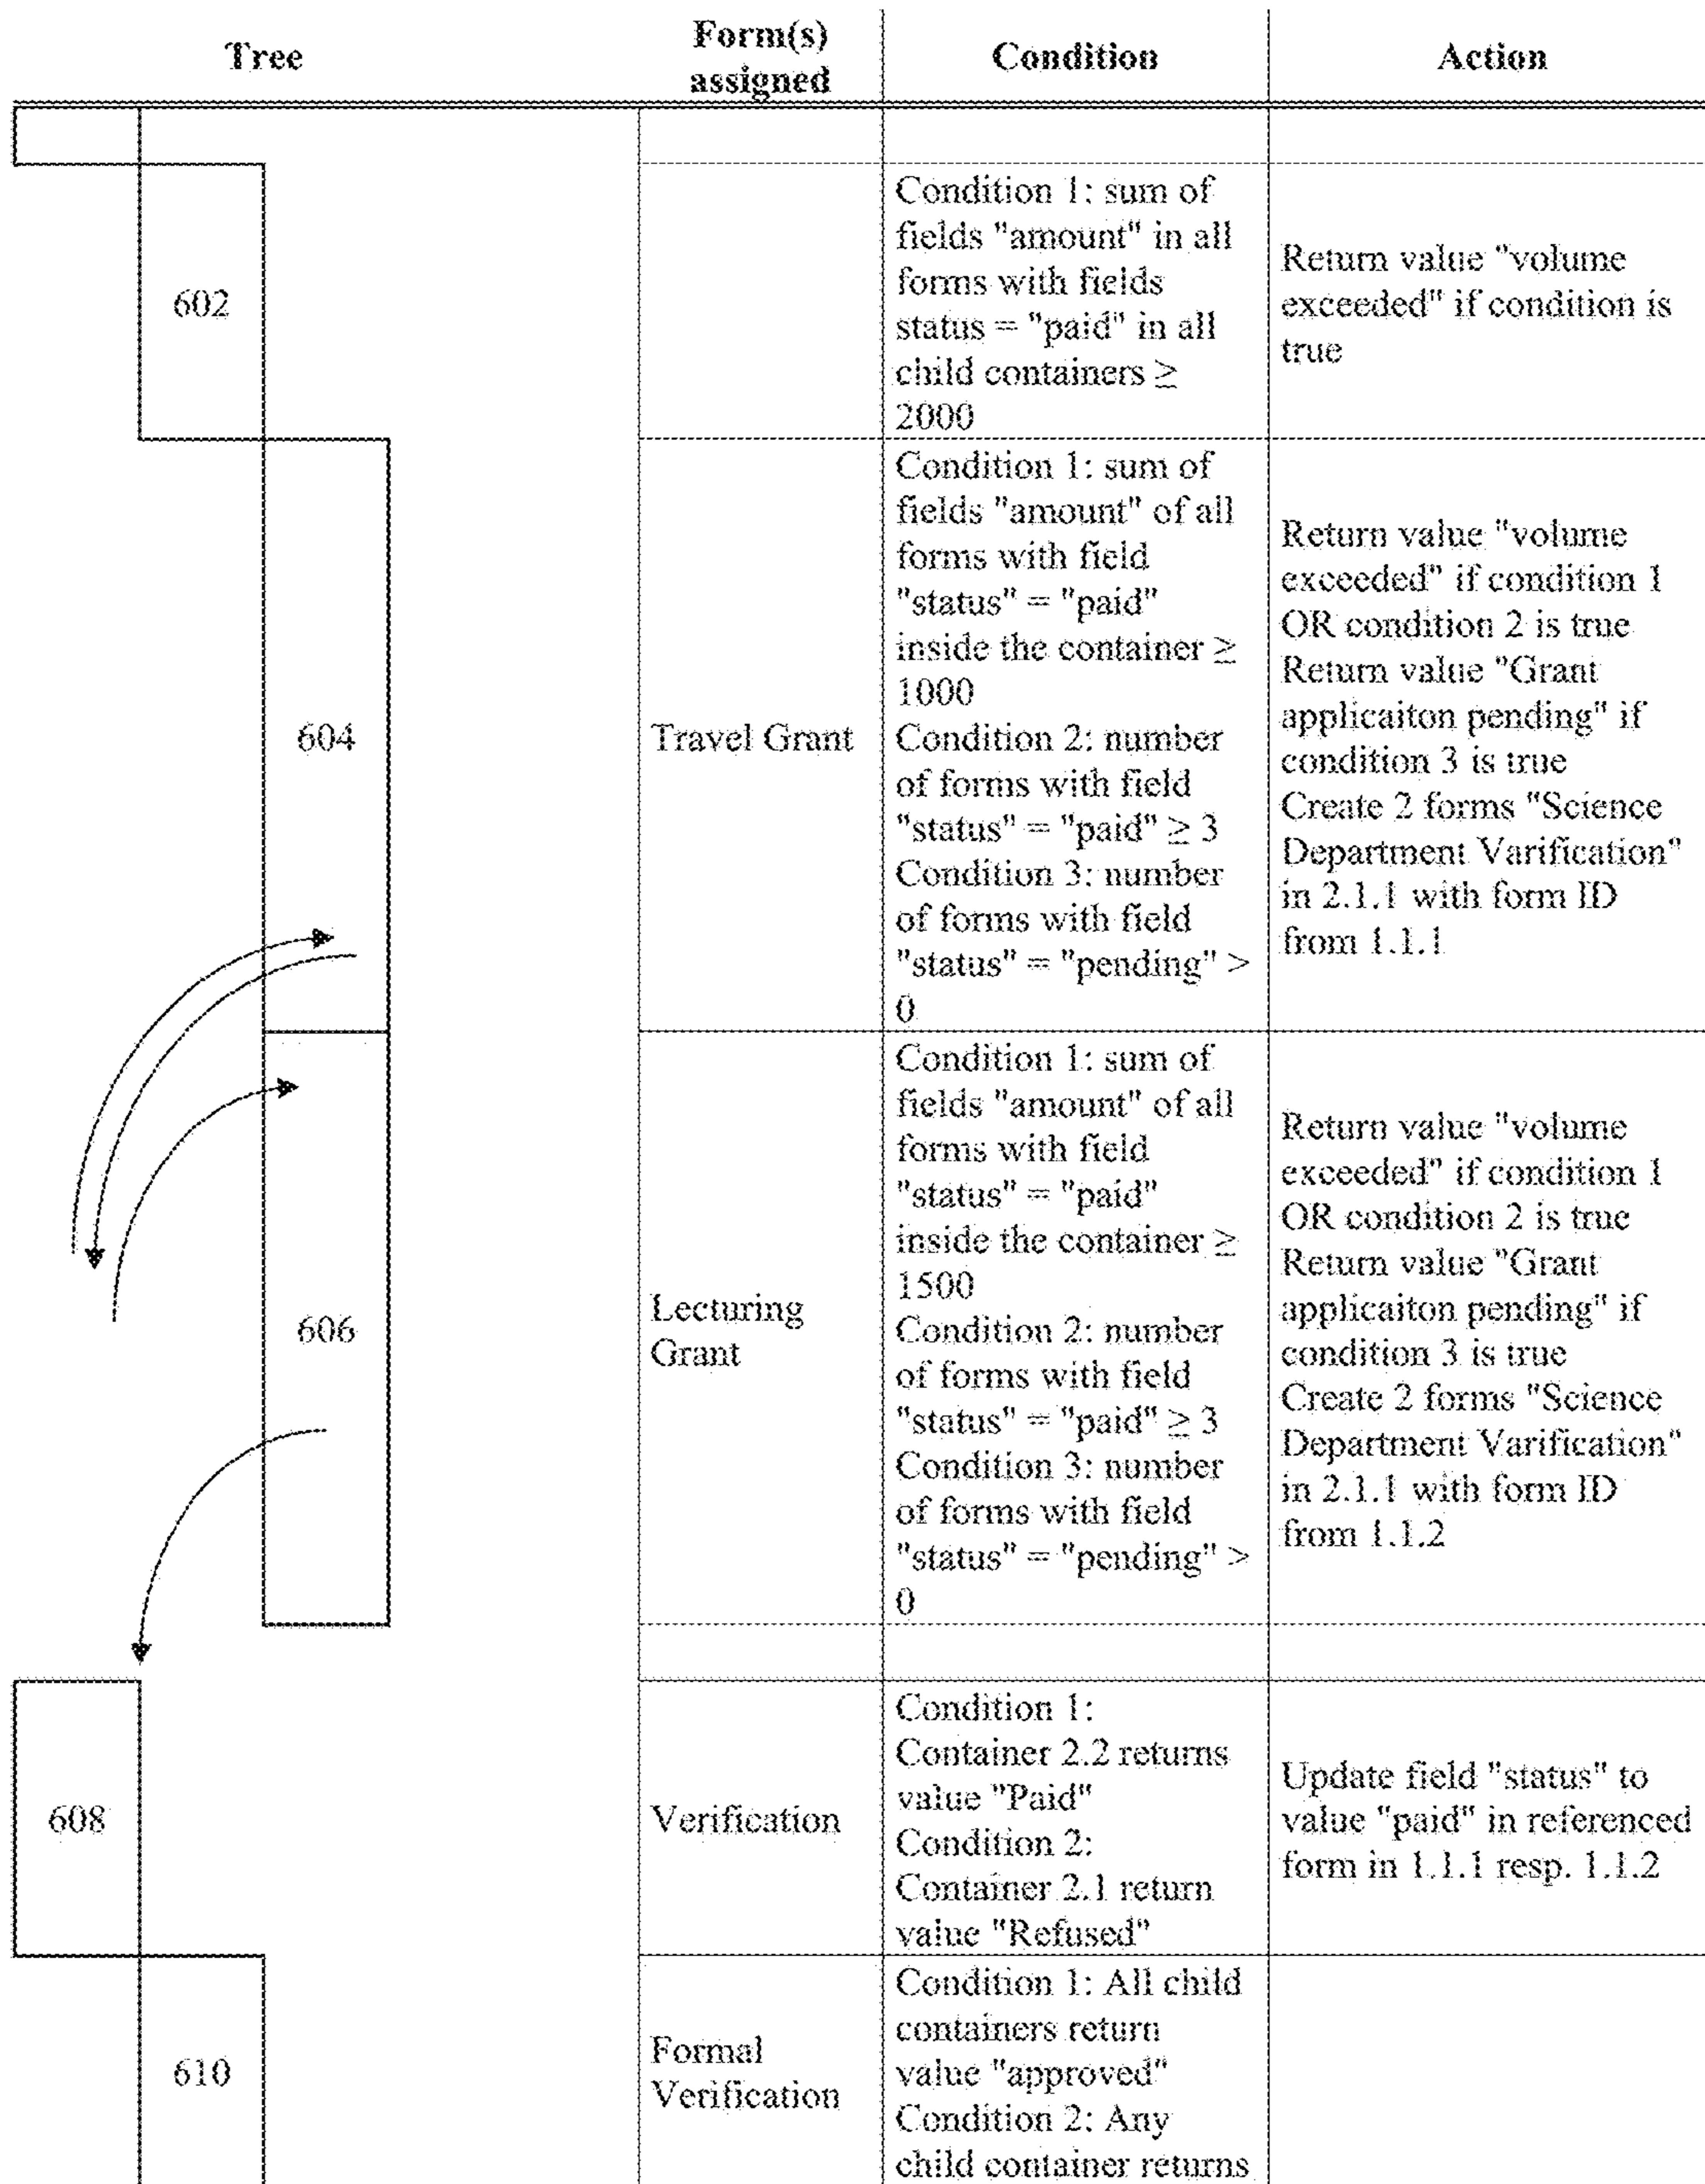 Tree
Form(s)
assigned
Condition
Action
602
Condition 1: sum of
fields "amount" in all
forms with fields
status = "paid" in all
child containers ≥
2000
Return value "volume
exceeded" if condition is
true
604
Travel Grant
Condition 1: sum of
fields "amount" of all
forms with field
"status" = "paid"
inside the container ≥
1000
Condition 2: number
of forms with field
"status" = "paid" ≥ 3
Condition 3: number
of forms with field
"status" = "pending" >
0
Return value "volume
exceeded" if condition 1
OR condition 2 is true
Return value "Grant
applicaiton pending" if
condition 3 is true
Create 2 forms "Science
Department Varification"
in 2.1.1 with form ID
from 1.1.1
606
Lecturing
Grant
Condition 1: sum of
fields "amount" of all
forms with field
"status" = "paid"
inside the container ≥
1500
Condition 2: number
of forms with field
"status" = "paid" ≥ 3
Condition 3: number
of forms with field
"status" = "pending" >
0
Return value "volume
exceeded" if condition 1
OR condition 2 is true
Return value "Grant
applicaiton pending" if
condition 3 is true
Create 2 forms "Science
Department Varification"
in 2.1.1 with form ID
from 1.1.2
608
Verification
Condition 1:
Container 2.2 returns
value "Paid"
Condition 2:
Container 2.1 return
value "Refused"
Update field "status" to
value "paid" in referenced
form in 1.1.1 resp. 1.1.2
610
Formal
Verification
Condition 1: All child
containers return
value "approved"
Condition 2: Any
child container returns